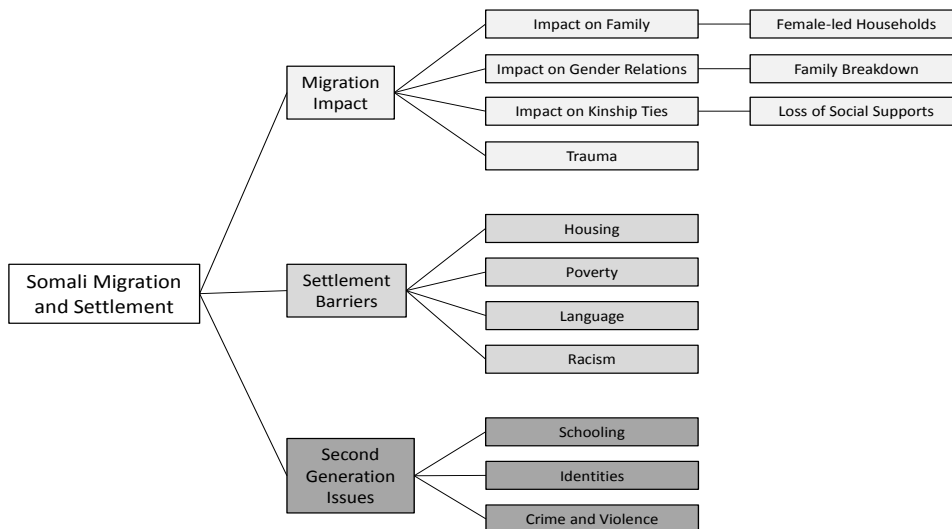 Impact on Family
Female-led Households
Impact on Gender Relations
Family Breakdown
Migration
Impact
Impact on Kinship Ties
Loss of Social Supports
Trauma
Somali Migration
and Settlement
Settlement
Barriers
Housing
Poverty
Language
Racism
Second
Generation
Issues
Schooling
Identities
Crime and Violence